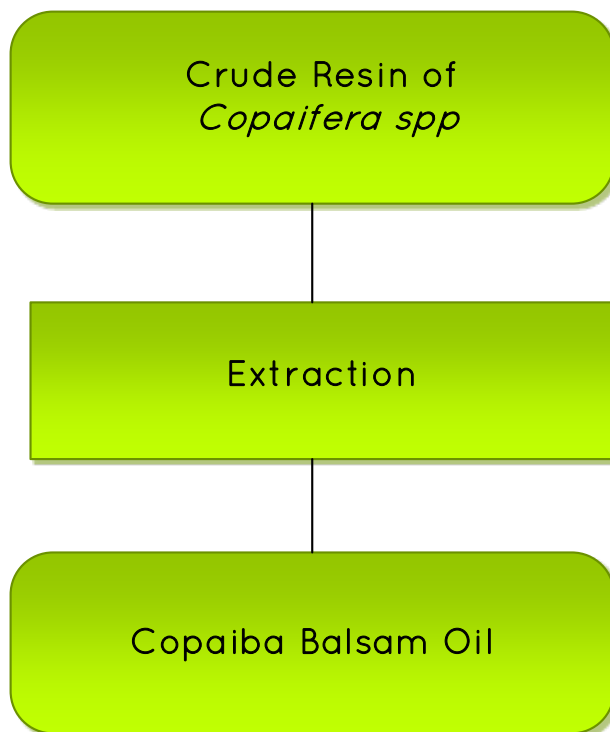 Crude Resin of
Copaifera spp
Extraction
Copaiba Balsam Oil